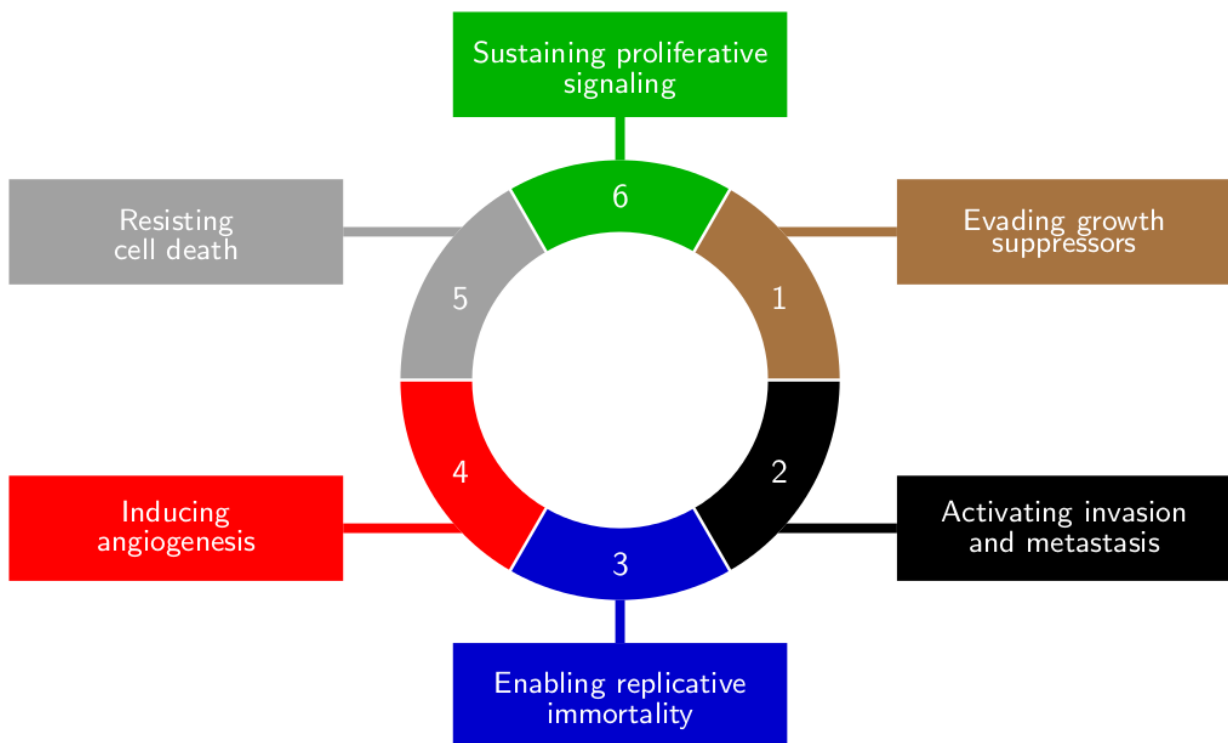 Sustaining proliferative
signaling
6
Resisting
cell death
Evading growth
suppressors
5
1
4
2
Inducing
angiogenesis
Activating invasion
and metastasis
3
Enabling replicative
immortality